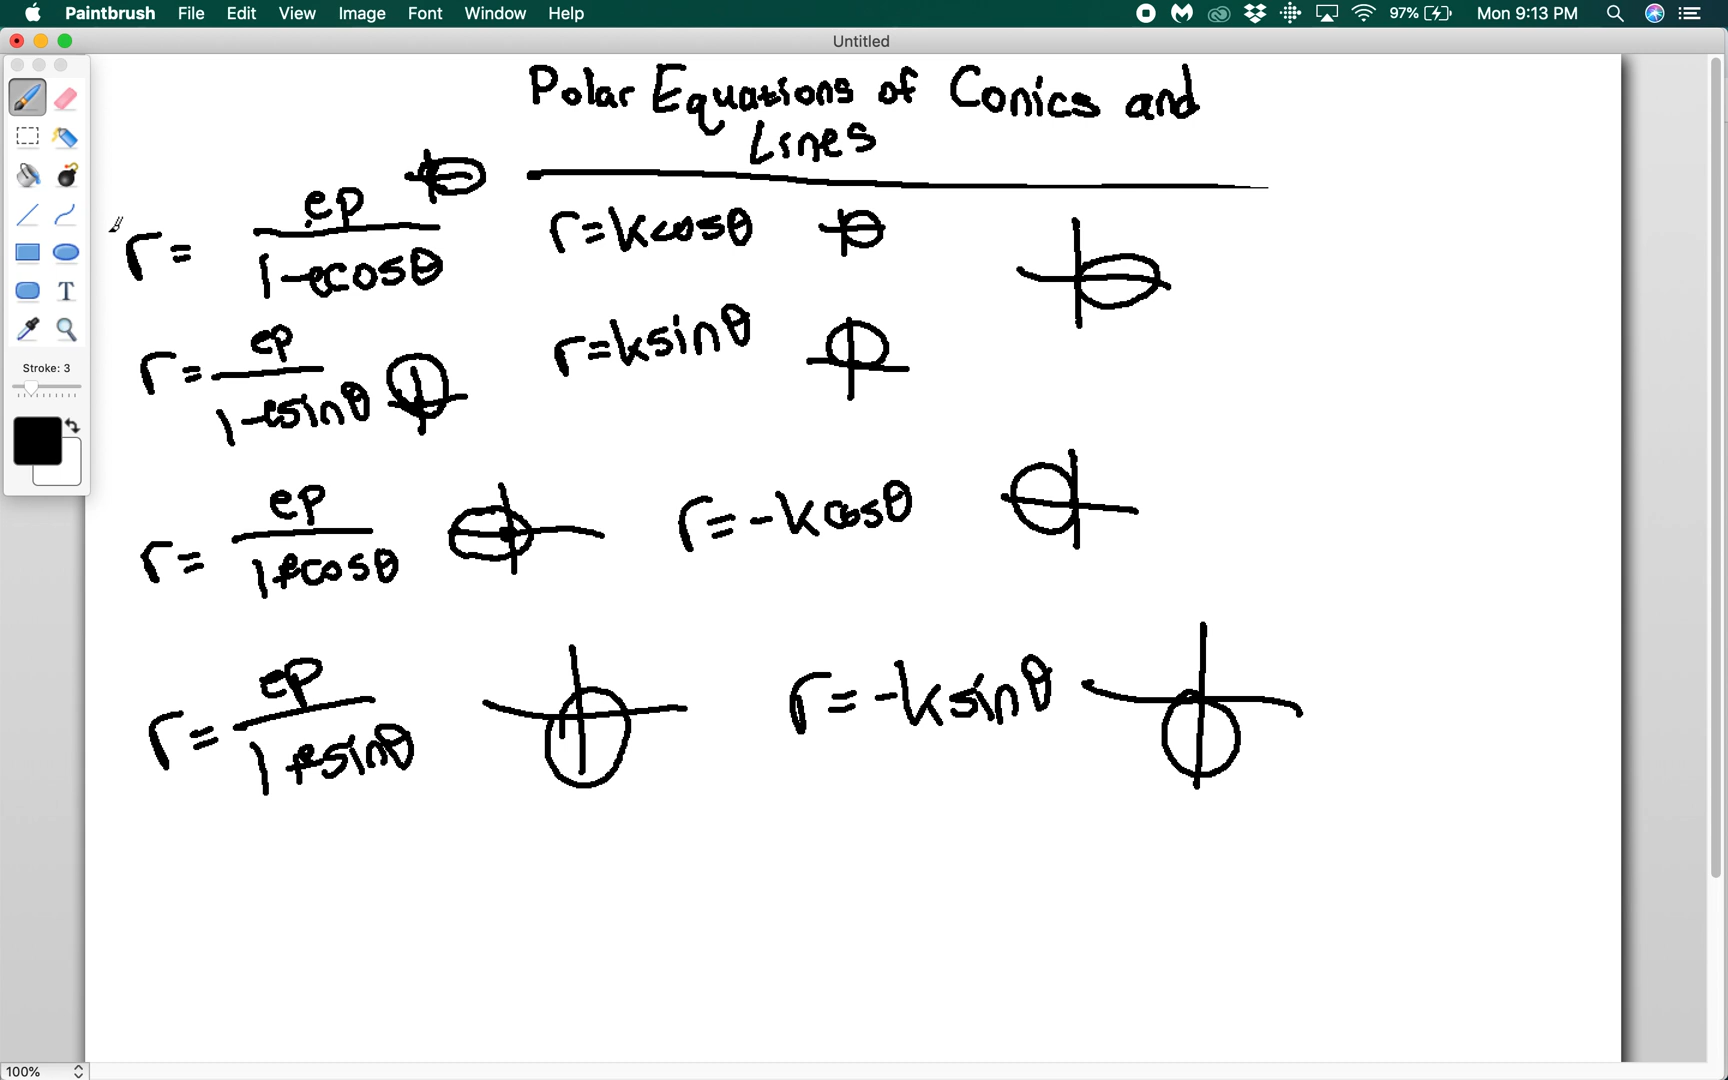 Paintbrush File Edit View Image Font Window Help 97% Mon 9:13 PM
Untitled
Polar Equations of Conics and
Lines
r = ep / 1-ecosθ
r=kcosθ
r= ep / 1-esinθ
r=ksinθ
r= ep / 1+ecosθ
r=-kcosθ
r= ep / 1+esinθ
r=-ksinθ
T
Stroke: 3
100%